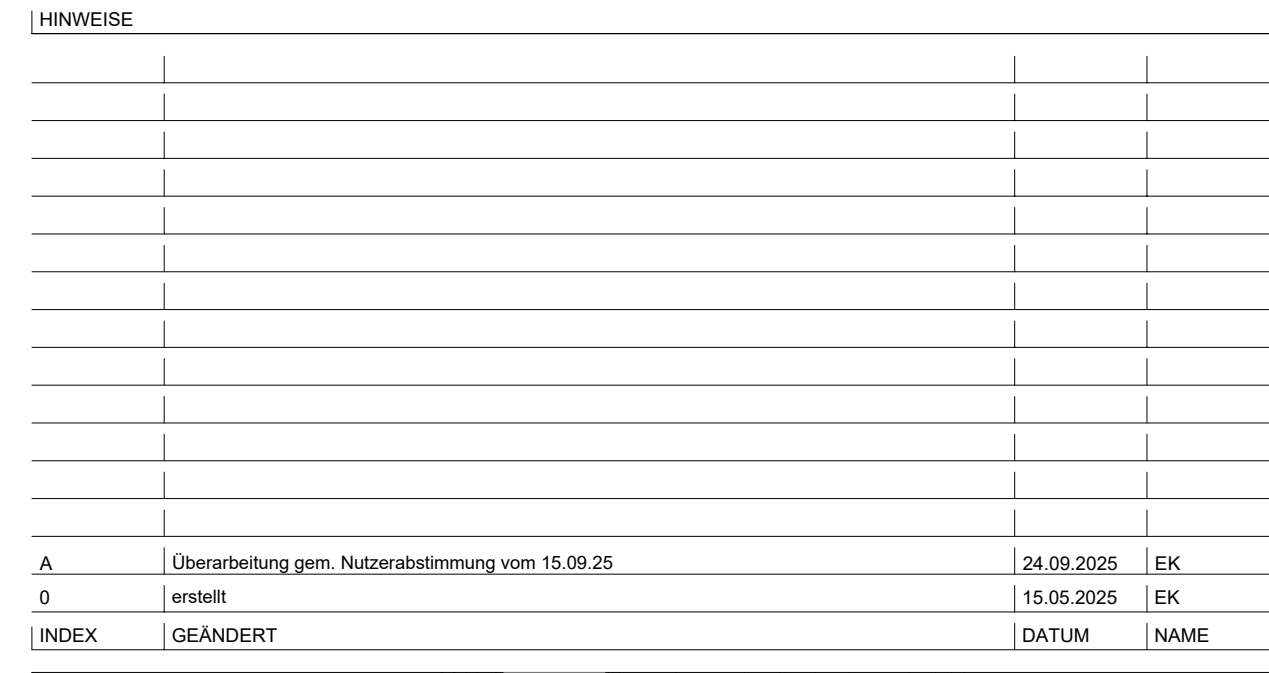 HINWEISE
A Überarbeitung gem. Nutzerabstimmung vom 15.09.25 24.09.2025 EK
0 erstellt 15.05.2025 EK
INDEX GEÄNDERT DATUM NAME